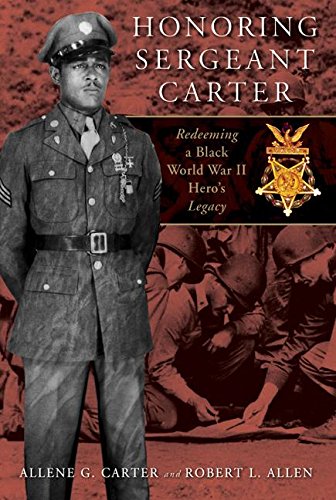 HONORING
SERGEANT
CARTER
Redeeming
a Black
World War II
Hero's
Legacy
ALLENE G. CARTER and ROBERT L. ALLEN